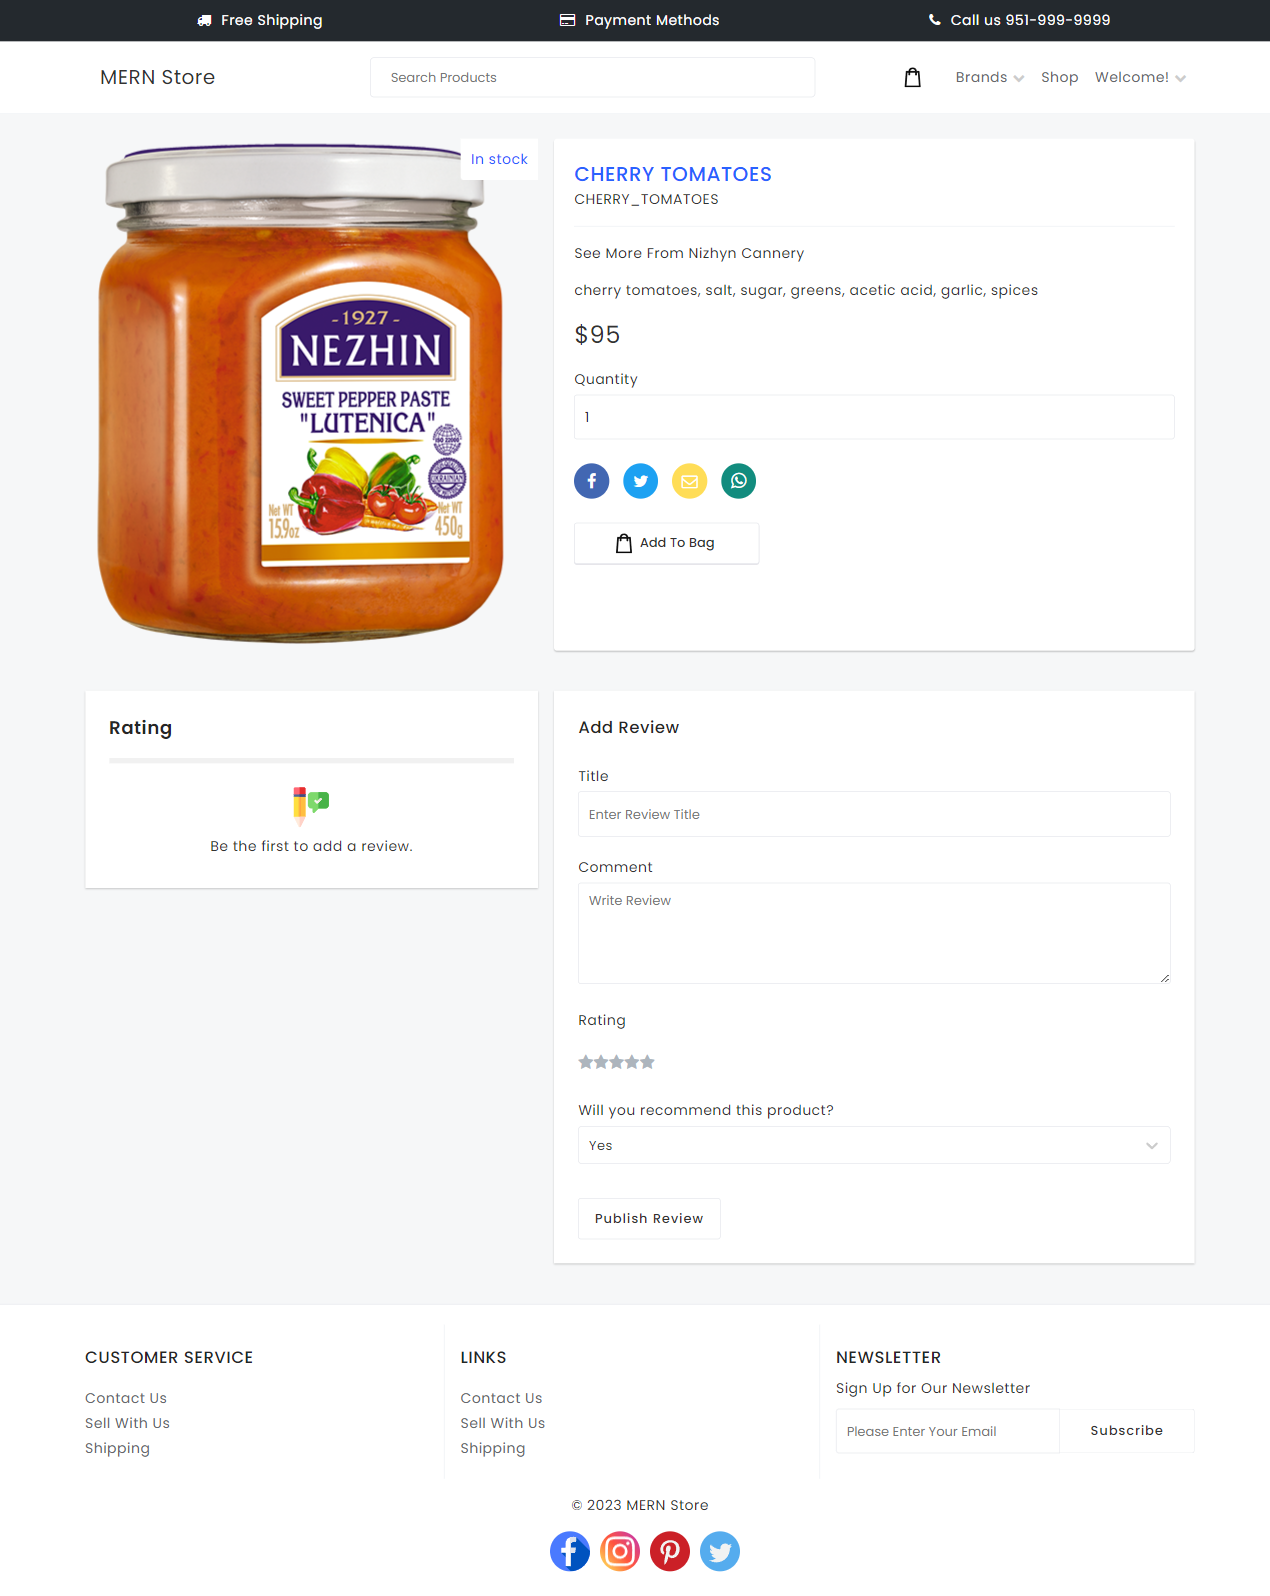 Free Shipping
Payment Methods
Call us 951-999-9999
MERN Store
Search Products
Brands
Shop
Welcome!
In stock
-1927-
NEZHIN
SWEET PEPPER PASTE
"LUTENICA"
ISO 22000
UKRAINIAN
Net WT
15.9oz
Net WT
450g
CHERRY TOMATOES
CHERRY_TOMATOES
See More From Nizhyn Cannery
cherry tomatoes, salt, sugar, greens, acetic acid, garlic, spices
$95
Quantity
1
Add To Bag
Rating
Be the first to add a review.
Add Review
Title
Enter Review Title
Comment
Write Review
Rating
Will you recommend this product?
Yes
Publish Review
CUSTOMER SERVICE
Contact Us
Sell With Us
Shipping
LINKS
Contact Us
Sell With Us
Shipping
NEWSLETTER
Sign Up for Our Newsletter
Please Enter Your Email
Subscribe
© 2023 MERN Store